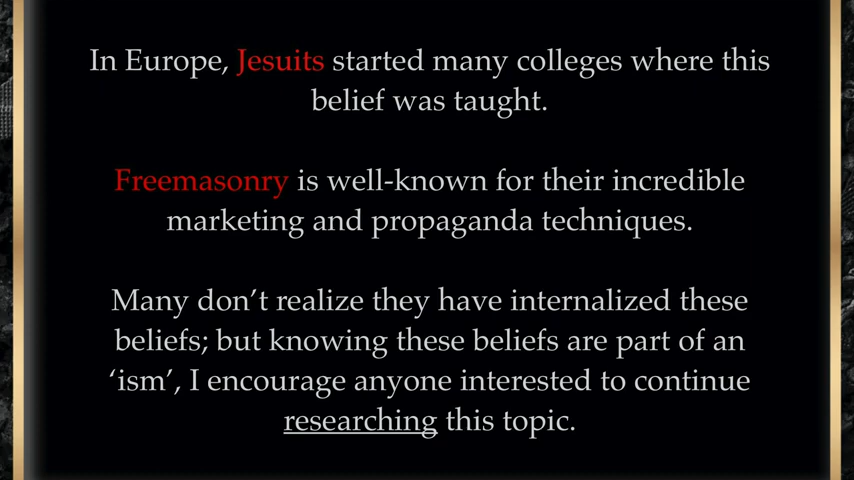 In Europe, Jesuits started many colleges where this
belief was taught.
Freemasonry is well-known for their incredible
marketing and propaganda techniques.
Many don’t realize they have internalized these
beliefs; but knowing these beliefs are part of an
‘ism’, I encourage anyone interested to continue
researching this topic.